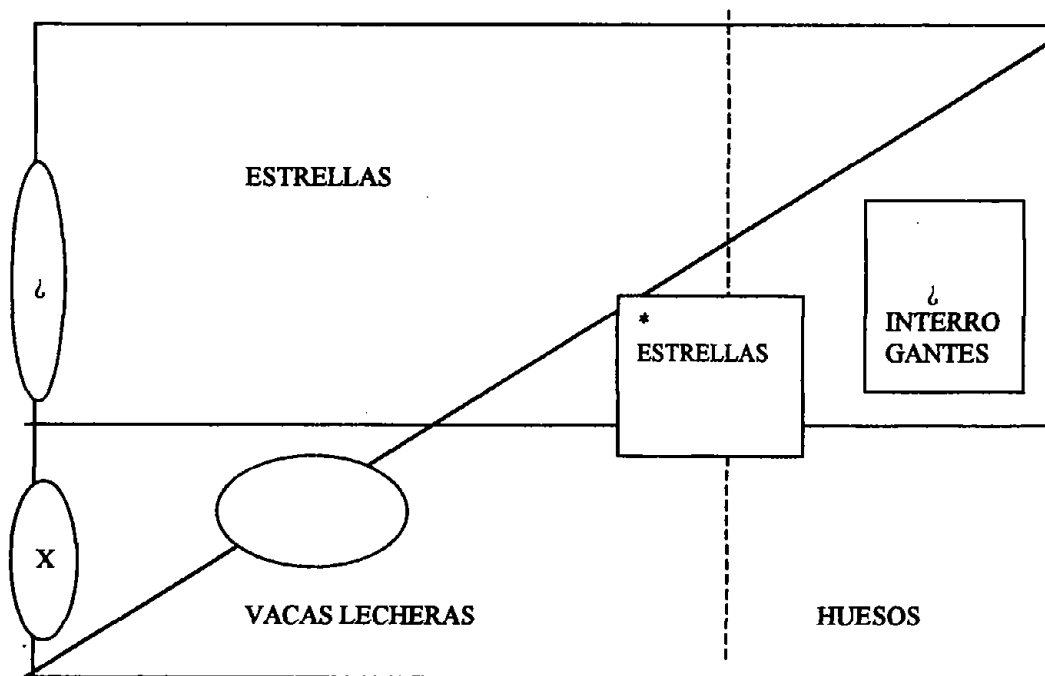 ESTRELLAS
¿
¿
INTERRO
GANTES
*
ESTRELLAS
X
VACAS LECHERAS
HUESOS